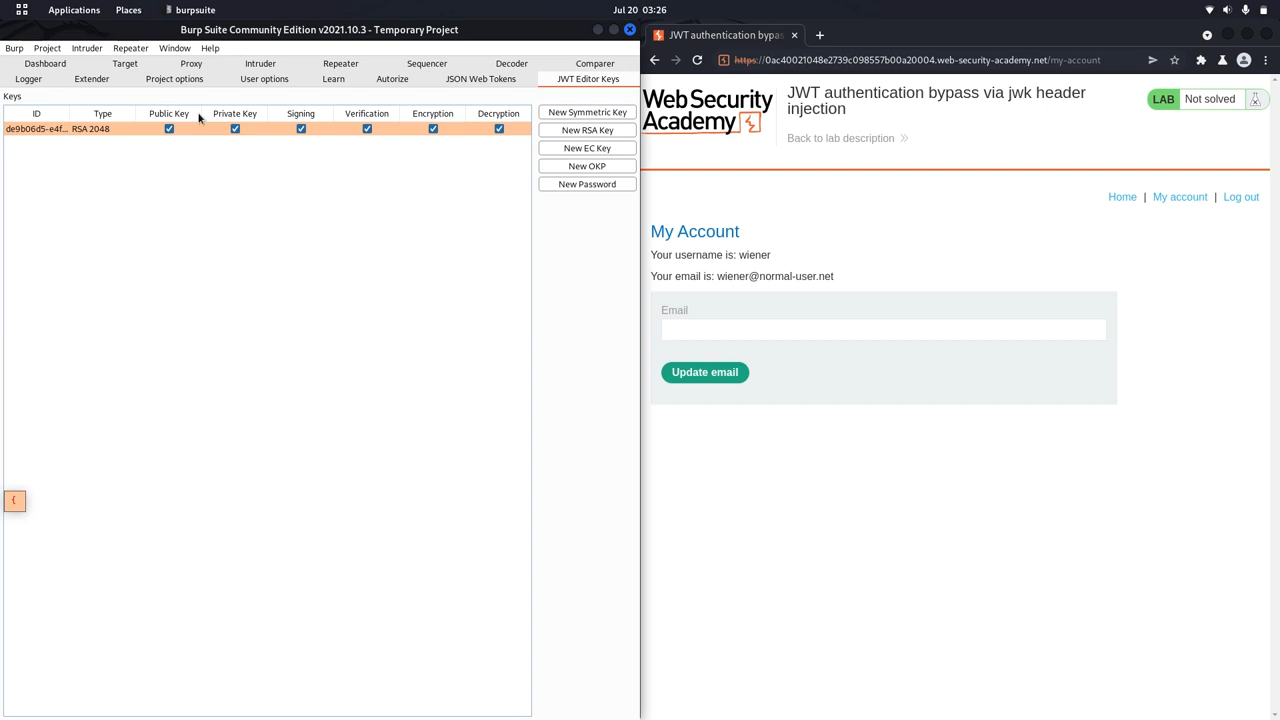 Applications Places burpsuite Jul 20 03:26
Burp Suite Community Edition v2021.10.3 - Temporary Project
Burp Project Intruder Repeater Window Help
Dashboard Target Proxy Intruder Repeater Sequencer Decoder Comparer
Logger Extender Project options User options Learn Autorize JSON Web Tokens JWT Editor Keys
Keys
ID Type Public Key Private Key Signing Verification Encryption Decryption
de9b06d5-e4f... RSA 2048
New Symmetric Key
New RSA Key
New EC Key
New OKP
New Password
{
JWT authentication bypas
https://0ac40021048e2739c098557b00a20004.web-security-academy.net/my-account
Web Security
Academy
JWT authentication bypass via jwk header
injection
Back to lab description
LAB Not solved
Home | My account | Log out
My Account
Your username is: wiener
Your email is: wiener@normal-user.net
Email
Update email